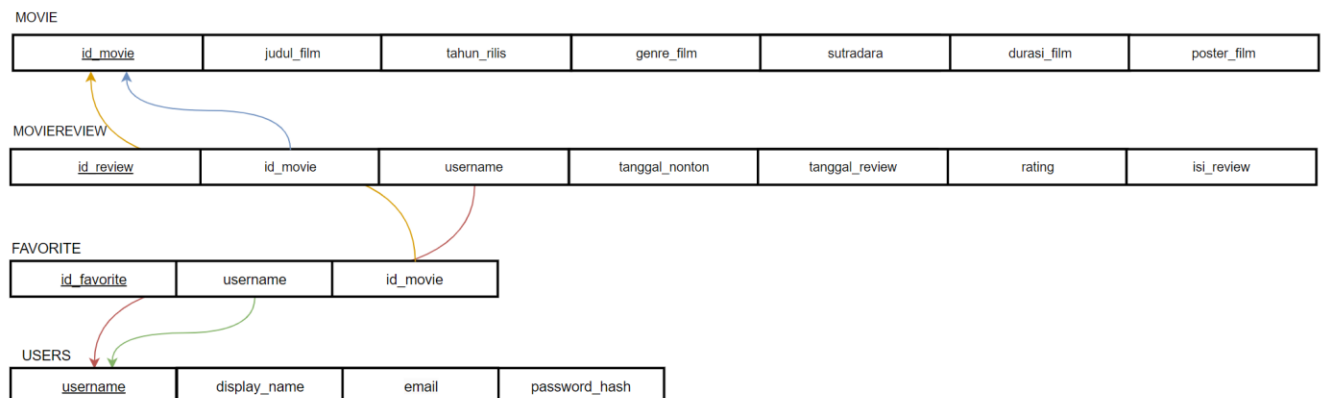 MOVIE
id_movie judul_film tahun_rilis genre_film sutradara durasi_film poster_film
MOVIEREVIEW
id_review id_movie username tanggal_nonton tanggal_review rating isi_review
FAVORITE
id_favorite username id_movie
USERS
username display_name email password_hash